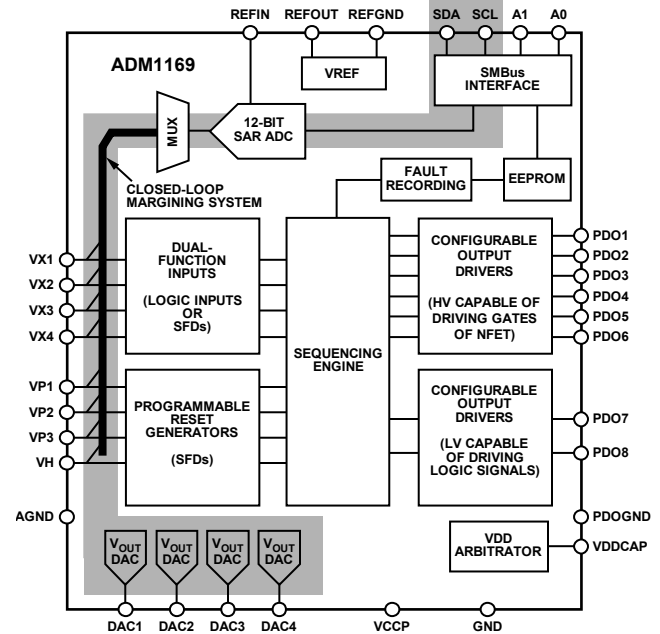 REFIN REFOUT REFGND SDA SCL A1 A0
ADM1169
VREF
SMBus
INTERFACE
MUX
12-BIT
SAR ADC
CLOSED-LOOP
MARGINING SYSTEM
FAULT
RECORDING
EEPROM
VX1
VX2
VX3
VX4
DUAL-
FUNCTION
INPUTS
(LOGIC INPUTS
OR
SFDs)
SEQUENCING
ENGINE
CONFIGURABLE
OUTPUT
DRIVERS
(HV CAPABLE OF
DRIVING GATES
OF NFET)
PDO1
PDO2
PDO3
PDO4
PDO5
PDO6
VP1
VP2
VP3
VH
PROGRAMMABLE
RESET
GENERATORS
(SFDs)
CONFIGURABLE
OUTPUT
DRIVERS
(LV CAPABLE
OF DRIVING
LOGIC SIGNALS)
PDO7
PDO8
AGND
PDOGND
VDD
ARBITRATOR
VDDCAP
VOUT
DAC
VOUT
DAC
VOUT
DAC
VOUT
DAC
DAC1 DAC2 DAC3 DAC4 VCCP GND